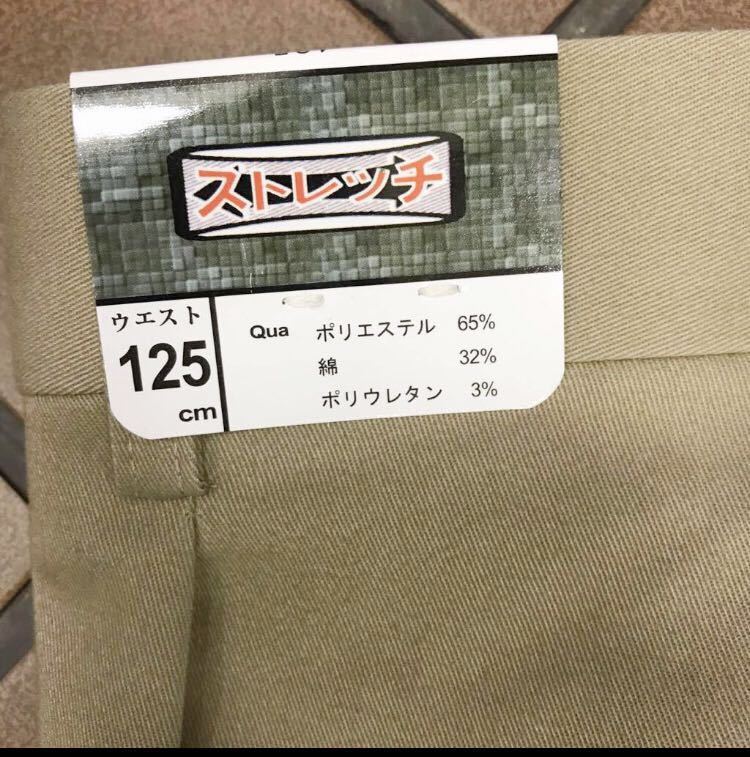 ストレッチ
ウエスト
125
cm
Qua ポリエステル 65%
綿 32%
ポリウレタン 3%